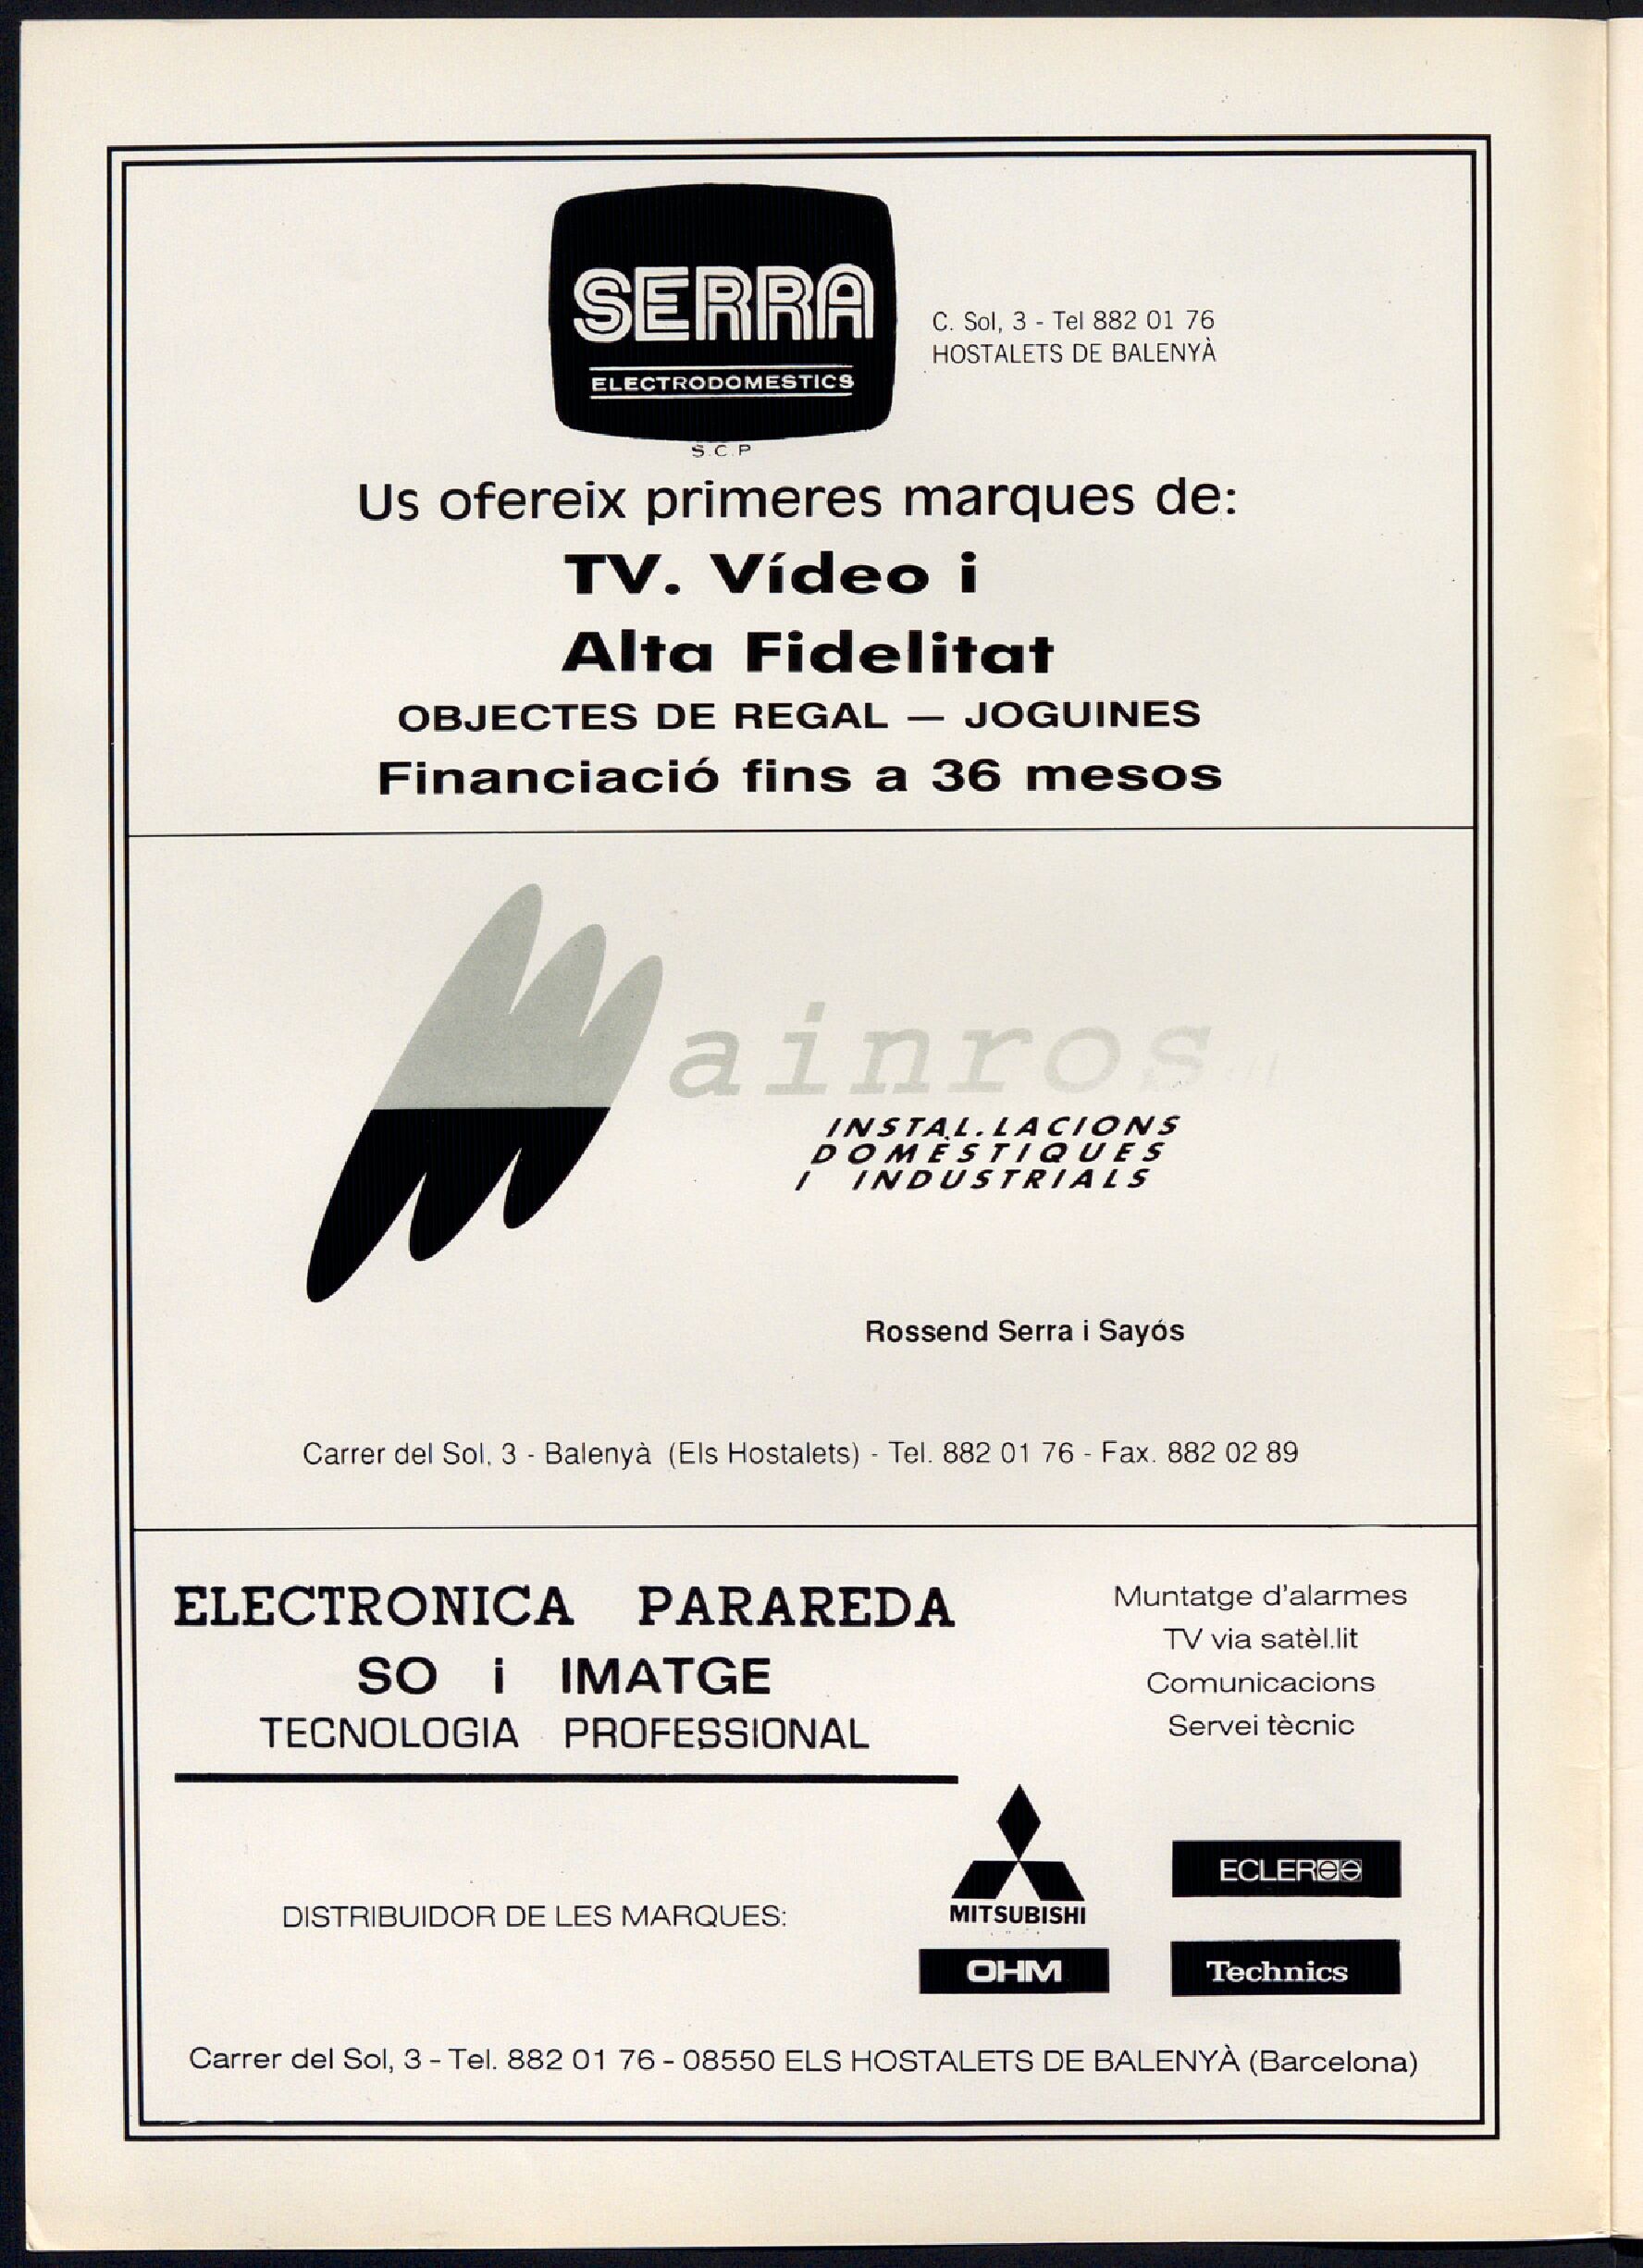 SERRA
ELECTRODOMESTICS
S.C.P
C. Sol, 3 - Tel 882 01 76
HOSTALETS DE BALENYÀ
Us ofereix primeres marques de:
TV. Vídeo i
Alta Fidelitat
OBJECTES DE REGAL — JOGUINES
Financiació fins a 36 mesos
Mainros
INSTAL.LACIONS
DOMÈSTIQUES
I INDUSTRIALS
Rossend Serra i Sayós
Carrer del Sol, 3 - Balenyà (Els Hostalets) - Tel. 882 01 76 - Fax. 882 02 89
ELECTRONICA PARAREDA
SO i IMATGE
TECNOLOGIA PROFESSIONAL
Muntatge d'alarmes
TV via satèl.lit
Comunicacions
Servei tècnic
DISTRIBUIDOR DE LES MARQUES:
MITSUBISHI
ECLER
OHM
Technics
Carrer del Sol, 3 - Tel. 882 01 76 - 08550 ELS HOSTALETS DE BALENYÀ (Barcelona)